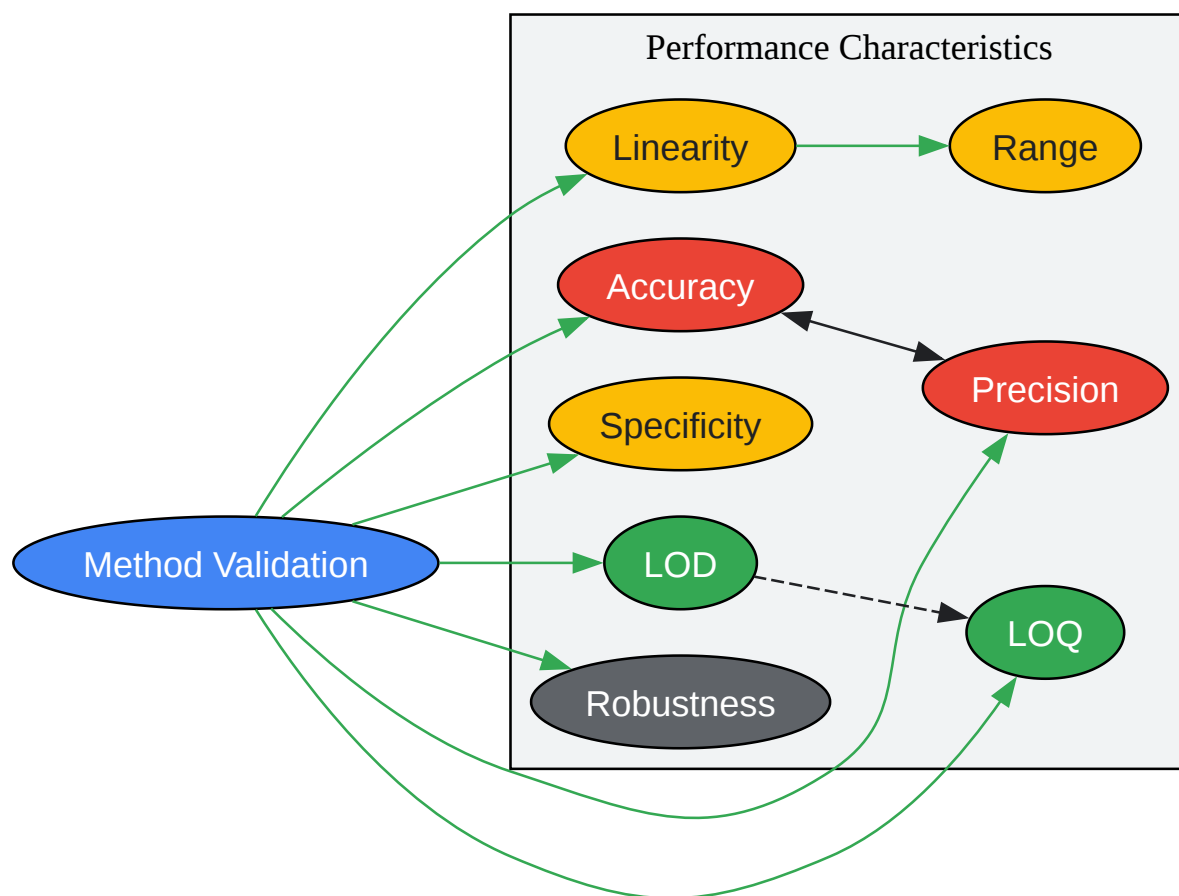 Performance Characteristics
Linearity
Range
Accuracy
Precision
Specificity
Method Validation
LOD
LOQ
Robustness